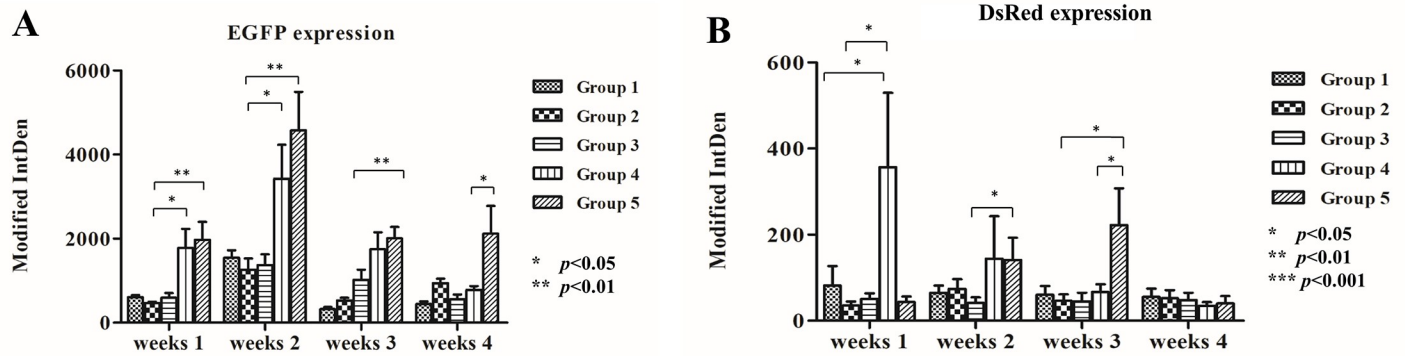 A
EGFP expression
Modified IntDen
6000
4000
2000
0
**
*
**
*
**
*
weeks 1
weeks 2
weeks 3
weeks 4
Group 1
Group 2
Group 3
Group 4
Group 5
* p<0.05
** p<0.01
B
DsRed expression
Modified IntDen
600
400
200
0
*
*
*
*
*
weeks 1
weeks 2
weeks 3
weeks 4
Group 1
Group 2
Group 3
Group 4
Group 5
* p<0.05
** p<0.01
*** p<0.001